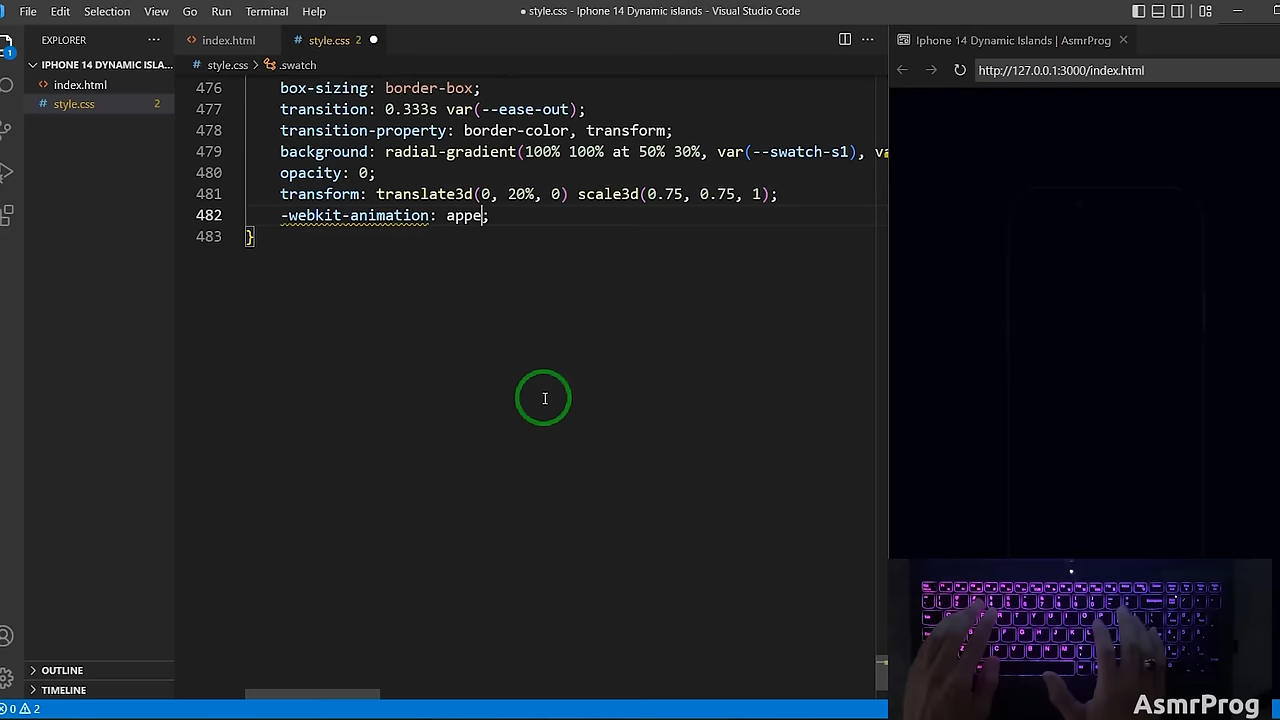 File Edit Selection View Go Run Terminal Help
● style.css - Iphone 14 Dynamic islands - Visual Studio Code
EXPLORER
IPHONE 14 DYNAMIC ISLA...
index.html
style.css 2
1
OUTLINE
TIMELINE
0 2
index.html
style.css 2
style.css > .swatch
476 box-sizing: border-box;
477 transition: 0.333s var(--ease-out);
478 transition-property: border-color, transform;
479 background: radial-gradient(100% 100% at 50% 30%, var(--swatch-s1), va
480 opacity: 0;
481 transform: translate3d(0, 20%, 0) scale3d(0.75, 0.75, 1);
482 -webkit-animation: appe;
483 }
Iphone 14 Dynamic Islands | AsmrProg
http://127.0.0.1:3000/index.html
AsmrProg